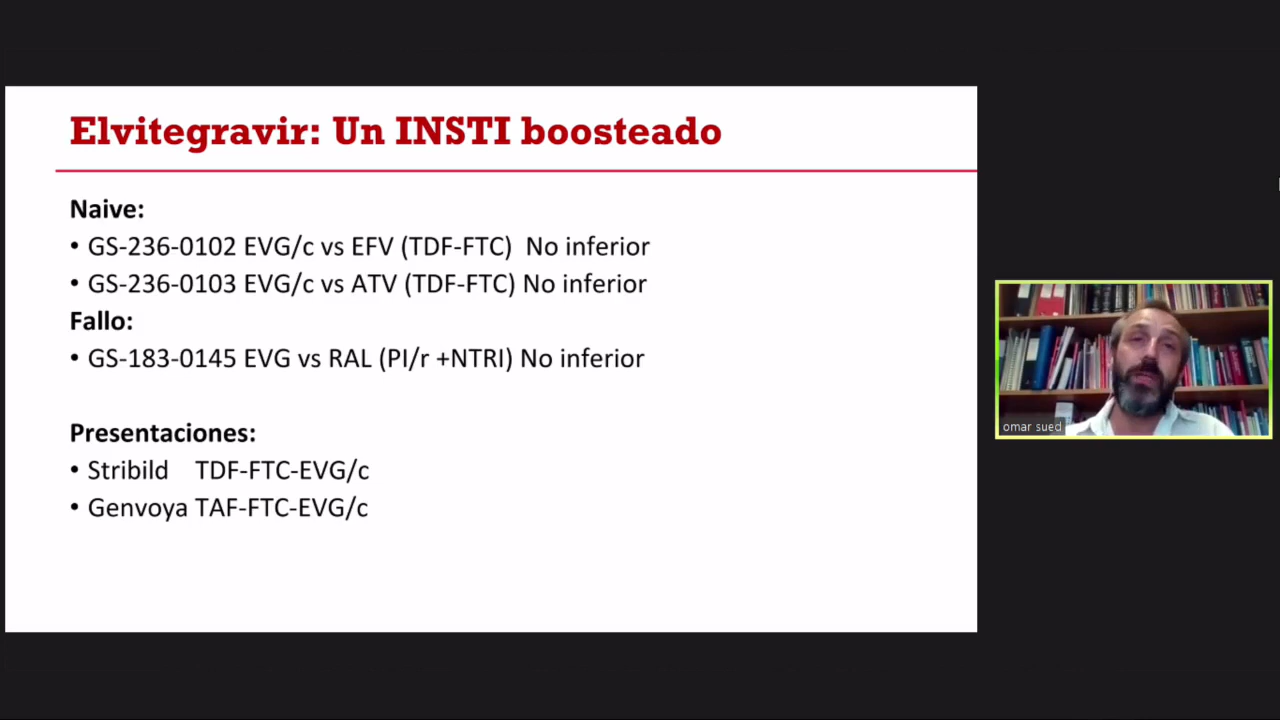 Elvitegravir: Un INSTI boosteado
Naive:
• GS-236-0102 EVG/c vs EFV (TDF-FTC) No inferior
• GS-236-0103 EVG/c vs ATV (TDF-FTC) No inferior
Fallo:
• GS-183-0145 EVG vs RAL (PI/r +NTRI) No inferior
Presentaciones:
• Stribild TDF-FTC-EVG/c
• Genvoya TAF-FTC-EVG/c
omar sued